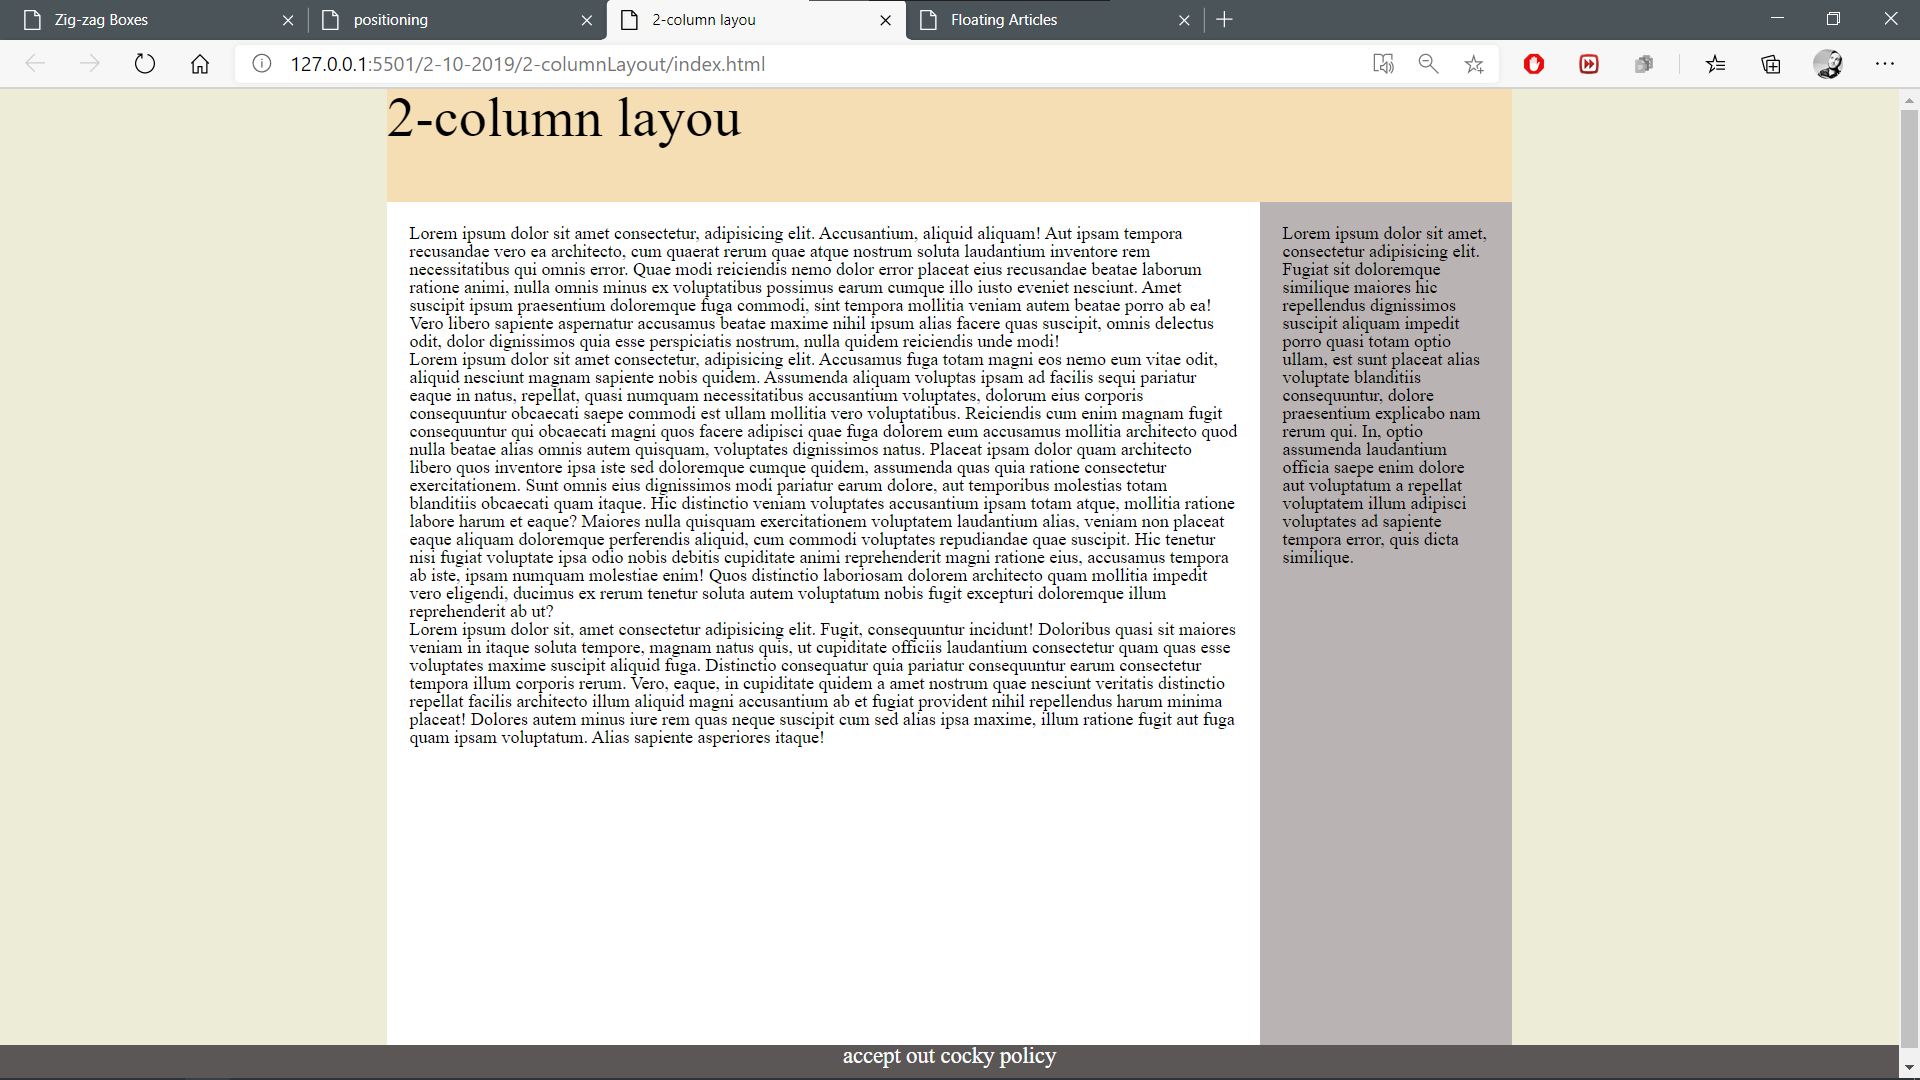 Zig-zag Boxes
positioning
2-column layou
Floating Articles
127.0.0.1:5501/2-10-2019/2-columnLayout/index.html
2-column layou
Lorem ipsum dolor sit amet consectetur, adipisicing elit. Accusantium, aliquid aliquam! Aut ipsam tempora
recusandae vero ea architecto, cum quaerat rerum quae atque nostrum soluta laudantium inventore rem
necessitatibus qui omnis error. Quae modi reiciendis nemo dolor error placeat eius recusandae beatae laborum
ratione animi, nulla omnis minus ex voluptatibus possimus earum cumque illo iusto eveniet nesciunt. Amet
suscipit ipsum praesentium doloremque fuga commodi, sint tempora mollitia veniam autem beatae porro ab ea!
Vero libero sapiente aspernatur accusamus beatae maxime nihil ipsum alias facere quas suscipit, omnis delectus
odit, dolor dignissimos quia esse perspiciatis nostrum, nulla quidem reiciendis unde modi!
Lorem ipsum dolor sit amet consectetur, adipisicing elit. Accusamus fuga totam magni eos nemo eum vitae odit,
aliquid nesciunt magnam sapiente nobis quidem. Assumenda aliquam voluptas ipsam ad facilis sequi pariatur
eaque in natus, repellat, quasi numquam necessitatibus accusantium voluptates, dolorum eius corporis
consequuntur obcaecati saepe commodi est ullam mollitia vero voluptatibus. Reiciendis cum enim magnam fugit
consequuntur qui obcaecati magni quos facere adipisci quae fuga dolorem eum accusamus mollitia architecto quod
nulla beatae alias omnis autem quisquam, voluptates dignissimos natus. Placeat ipsam dolor quam architecto
libero quos inventore ipsa iste sed doloremque cumque quidem, assumenda quas quia ratione consectetur
exercitationem. Sunt omnis eius dignissimos modi pariatur earum dolore, aut temporibus molestias totam
blanditiis obcaecati quam itaque. Hic distinctio veniam voluptates accusantium ipsam totam atque, mollitia ratione
labore harum et eaque? Maiores nulla quisquam exercitationem voluptatem laudantium alias, veniam non placeat
eaque aliquam doloremque perferendis aliquid, cum commodi voluptates repudiandae quae suscipit. Hic tenetur
nisi fugiat voluptate ipsa odio nobis debitis cupiditate animi reprehenderit magni ratione eius, accusamus tempora
ab iste, ipsam numquam molestiae enim! Quos distinctio laboriosam dolorem architecto quam mollitia impedit
vero eligendi, ducimus ex rerum tenetur soluta autem voluptatum nobis fugit excepturi doloremque illum
reprehenderit ab ut?
Lorem ipsum dolor sit, amet consectetur adipisicing elit. Fugit, consequuntur incidunt! Doloribus quasi sit maiores
veniam in itaque soluta tempore, magnam natus quis, ut cupiditate officiis laudantium consectetur quam quas esse
voluptates maxime suscipit aliquid fuga. Distinctio consequatur quia pariatur consequuntur earum consectetur
tempora illum corporis rerum. Vero, eaque, in cupiditate quidem a amet nostrum quae nesciunt veritatis distinctio
repellat facilis architecto illum aliquid magni accusantium ab et fugiat provident nihil repellendus harum minima
placeat! Dolores autem minus iure rem quas neque suscipit cum sed alias ipsa maxime, illum ratione fugit aut fuga
quam ipsam voluptatum. Alias sapiente asperiores itaque!
Lorem ipsum dolor sit amet,
consectetur adipisicing elit.
Fugiat sit doloremque
similique maiores hic
repellendus dignissimos
suscipit aliquam impedit
porro quasi totam optio
ullam, est sunt placeat alias
voluptate blanditiis
consequuntur, dolore
praesentium explicabo nam
rerum qui. In, optio
assumenda laudantium
officia saepe enim dolore
aut voluptatum a repellat
voluptatem illum adipisci
voluptates ad sapiente
tempora error, quis dicta
similique.
accept out cocky policy